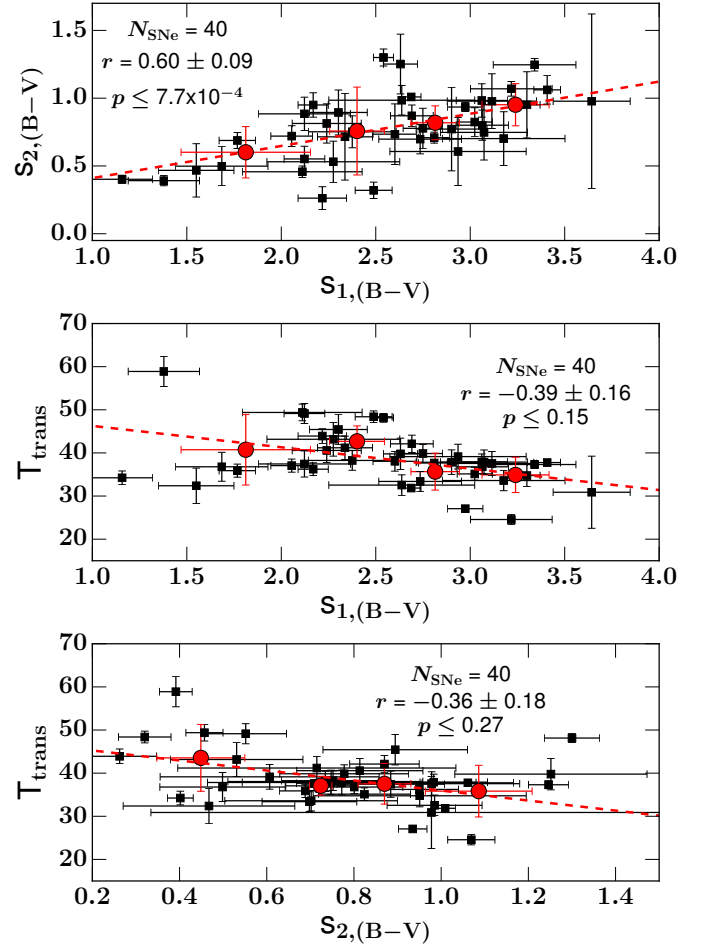 N_SNe = 40
r = 0.60 ± 0.09
p ≤ 7.7x10⁻⁴
1.5
1.0
0.5
0.0
S_2,(B−V)
1.0 1.5 2.0 2.5 3.0 3.5 4.0
S_1,(B−V)
70
60
50
40
30
20
T_trans
N_SNe = 40
r = −0.39 ± 0.16
p ≤ 0.15
1.0 1.5 2.0 2.5 3.0 3.5 4.0
S_1,(B−V)
70
60
50
40
30
20
T_trans
N_SNe = 40
r = −0.36 ± 0.18
p ≤ 0.27
0.2 0.4 0.6 0.8 1.0 1.2 1.4
S_2,(B−V)